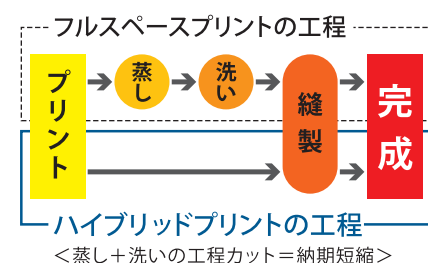 フルスペースプリントの工程
プリント
蒸し
洗い
縫製
完成
ハイブリッドプリントの工程
＜蒸し＋洗いの工程カット＝納期短縮＞